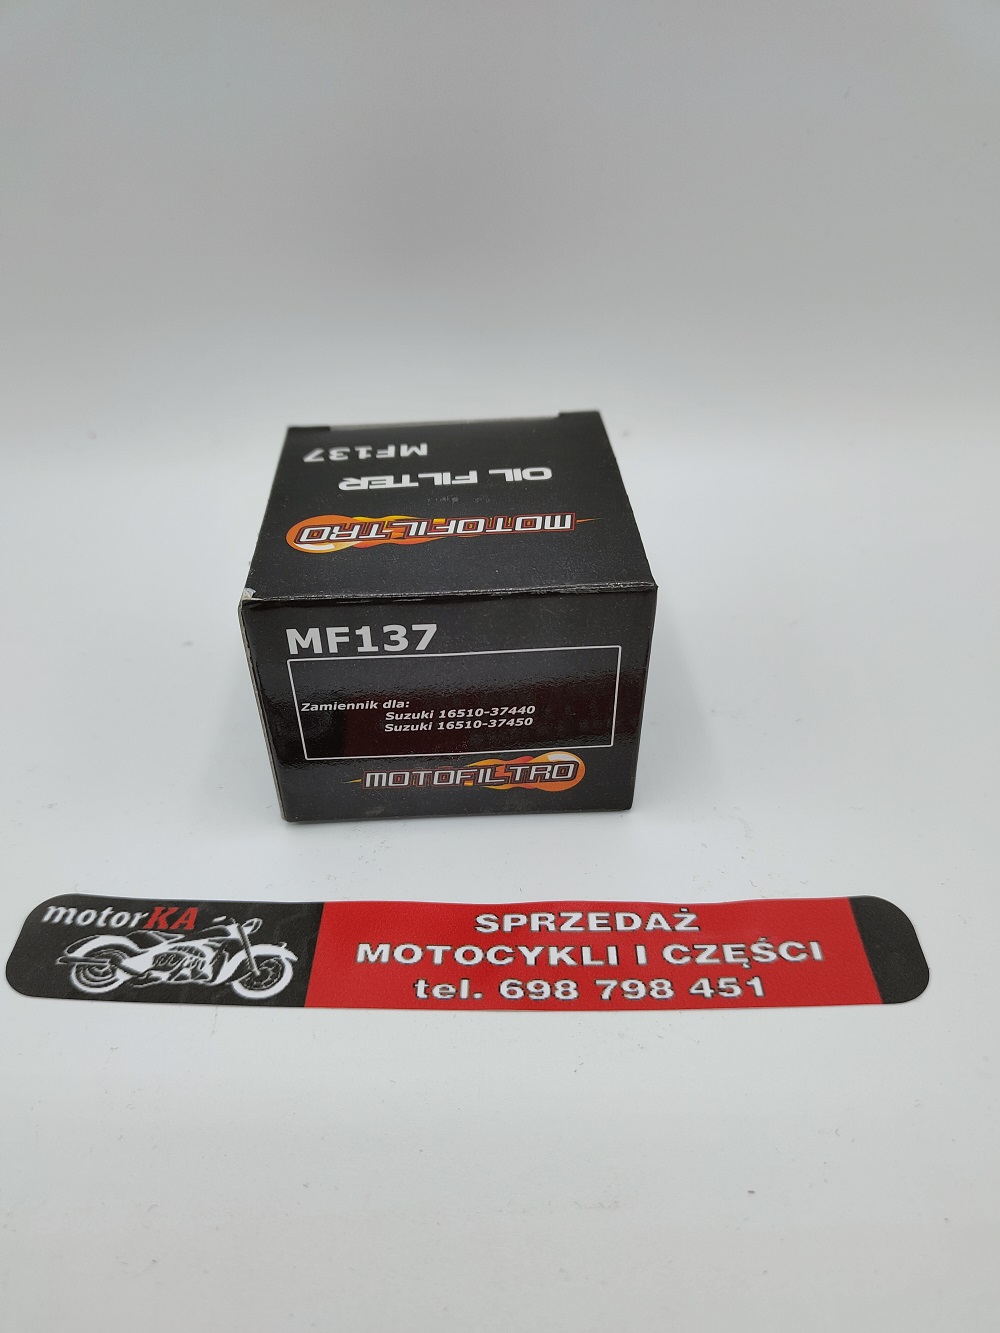 MF137
OIL FILTER
MOTOFILTRO
MF137
Zamiennik dla:
Suzuki 16510-37440
Suzuki 16510-37450
MOTOFILTRO
motorKA
SPRZEDAŻ
MOTOCYKLI I CZĘŚCI
tel. 698 798 451